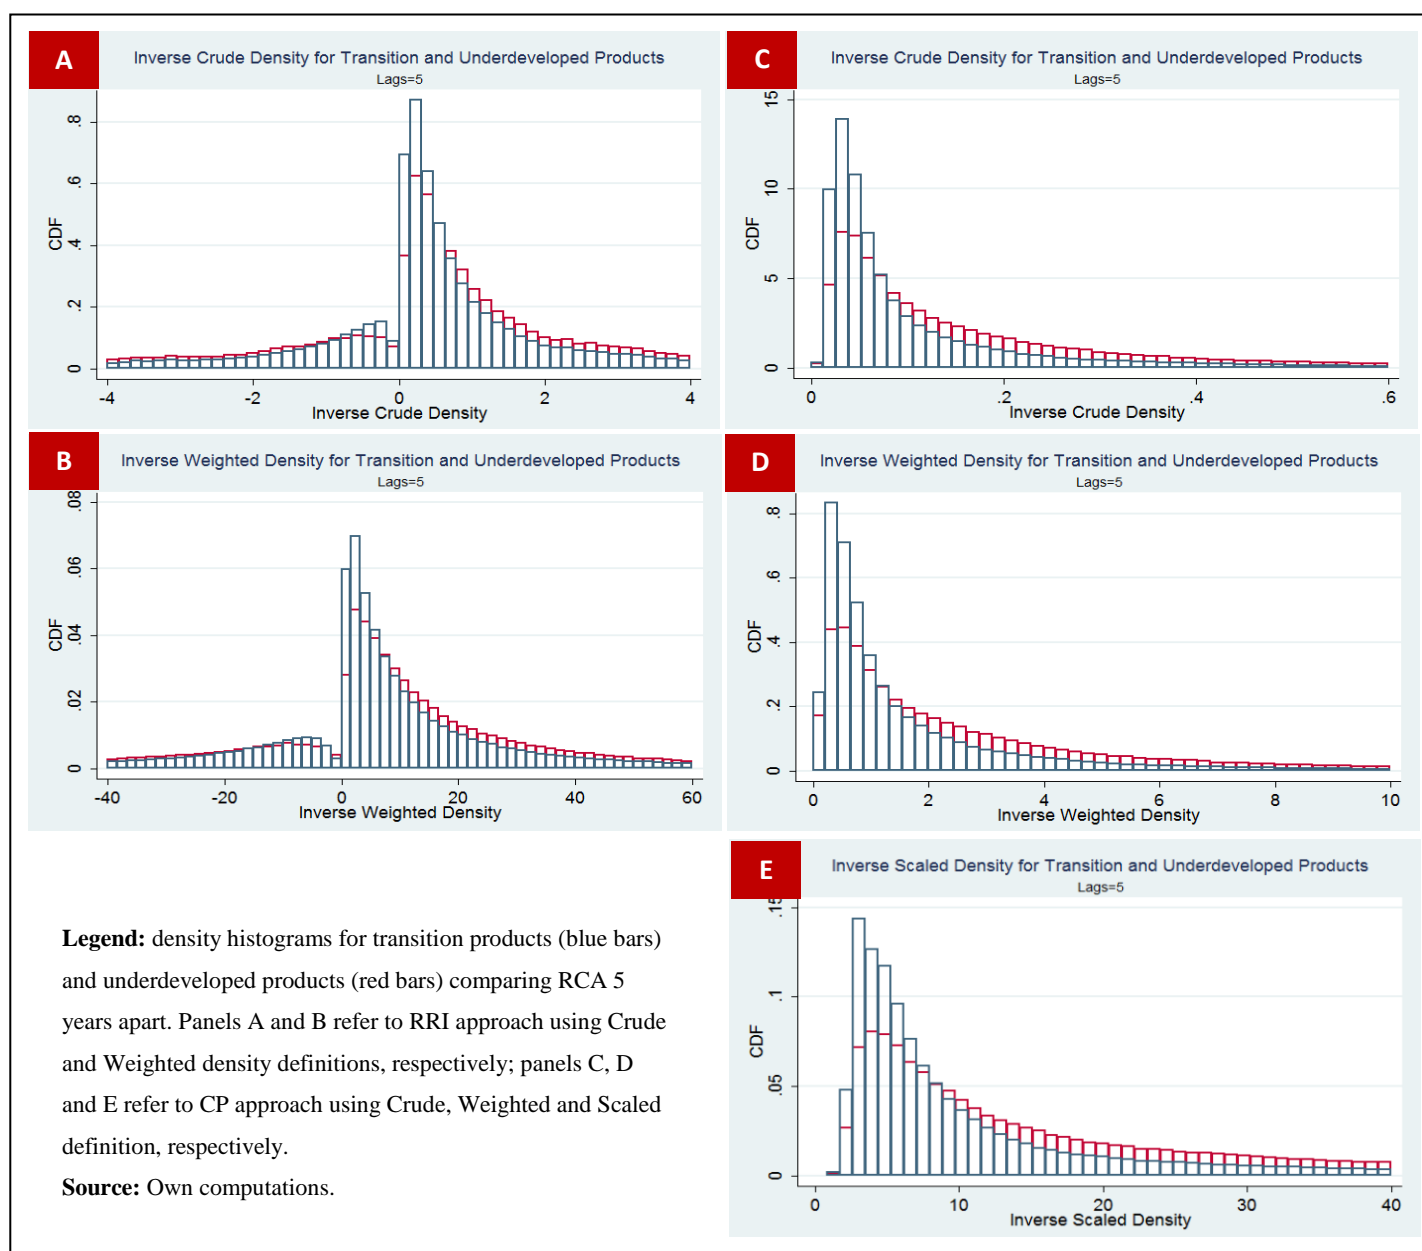 A
Inverse Crude Density for Transition and Underdeveloped Products
Lags=5
CDF
0 .2 .4 .6 .8
-4 -2 0 2 4
Inverse Crude Density
C
Inverse Crude Density for Transition and Underdeveloped Products
Lags=5
CDF
0 5 10 15
0 .2 .4 .6
Inverse Crude Density
B
Inverse Weighted Density for Transition and Underdeveloped Products
Lags=5
CDF
0 .02 .04 .06 .08
-40 -20 0 20 40 60
Inverse Weighted Density
D
Inverse Weighted Density for Transition and Underdeveloped Products
Lags=5
CDF
0 .2 .4 .6 .8
0 2 4 6 8 10
Inverse Weighted Density
E
Inverse Scaled Density for Transition and Underdeveloped Products
Lags=5
CDF
0 .05 .1 .15
0 10 20 30 40
Inverse Scaled Density
Legend: density histograms for transition products (blue bars)
and underdeveloped products (red bars) comparing RCA 5
years apart. Panels A and B refer to RRI approach using Crude
and Weighted density definitions, respectively; panels C, D
and E refer to CP approach using Crude, Weighted and Scaled
definition, respectively.
Source: Own computations.